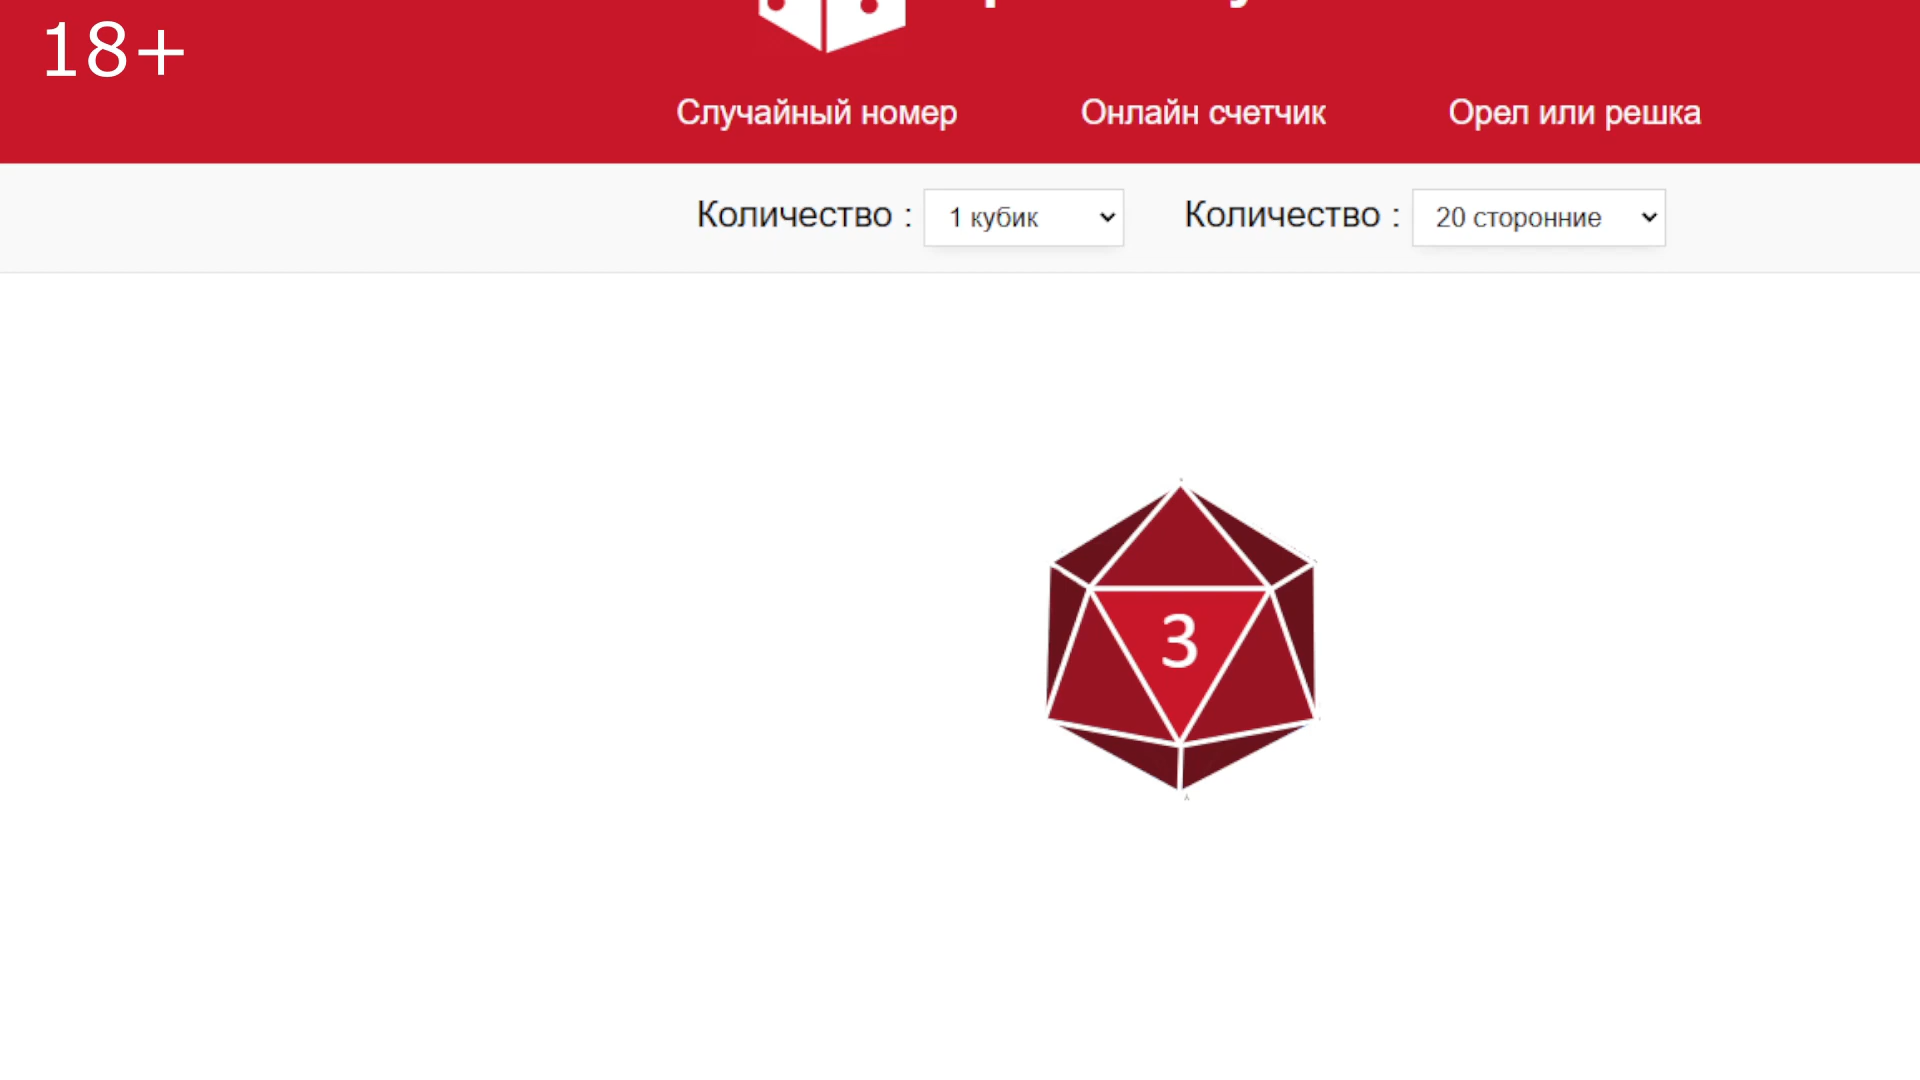 18+
Случайный номер Онлайн счетчик Орел или решка
Количество : 1 кубик Количество : 20 сторонние
3